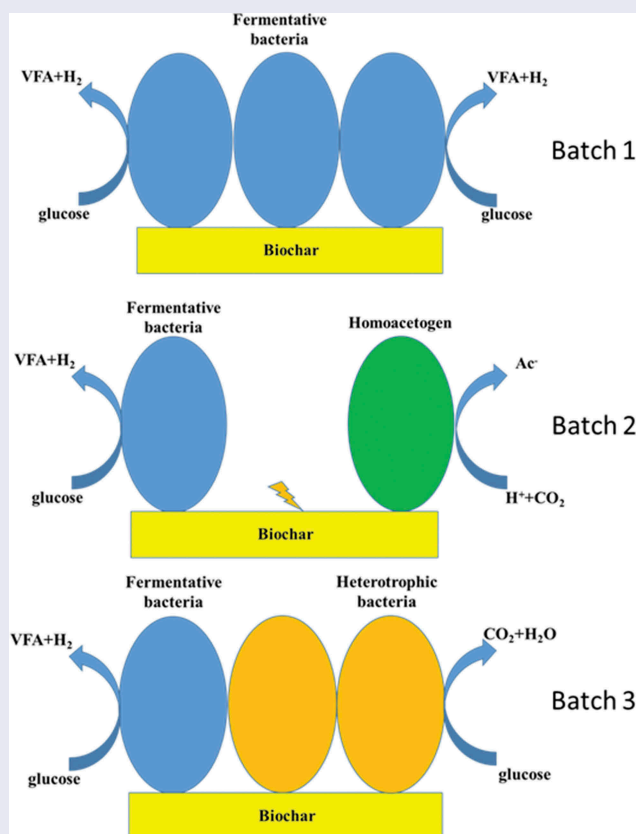 Fermentative
bacteria
VFA+H₂
VFA+H₂
Batch 1
glucose
glucose
Biochar
Fermentative
bacteria
Homoacetogen
VFA+H₂
Ac⁻
Batch 2
glucose
H⁺+CO₂
Biochar
Fermentative
bacteria
Heterotrophic
bacteria
VFA+H₂
CO₂+H₂O
Batch 3
glucose
glucose
Biochar